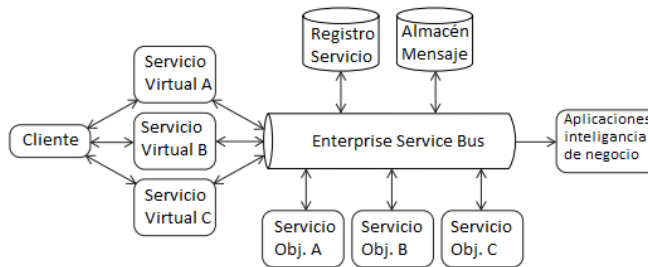 Registro
Servicio
Almacén
Mensaje
Servicio
Virtual A
Cliente
Servicio
Virtual B
Enterprise Service Bus
Aplicaciones
inteligancia
de negocio
Servicio
Virtual C
Servicio
Obj. A
Servicio
Obj. B
Servicio
Obj. C